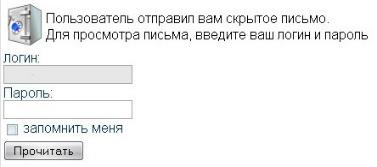 Пользователь отправил вам скрытое письмо.
Для просмотра письма, введите ваш логин и пароль
Логин:
Пароль:
запомнить меня
Прочитать